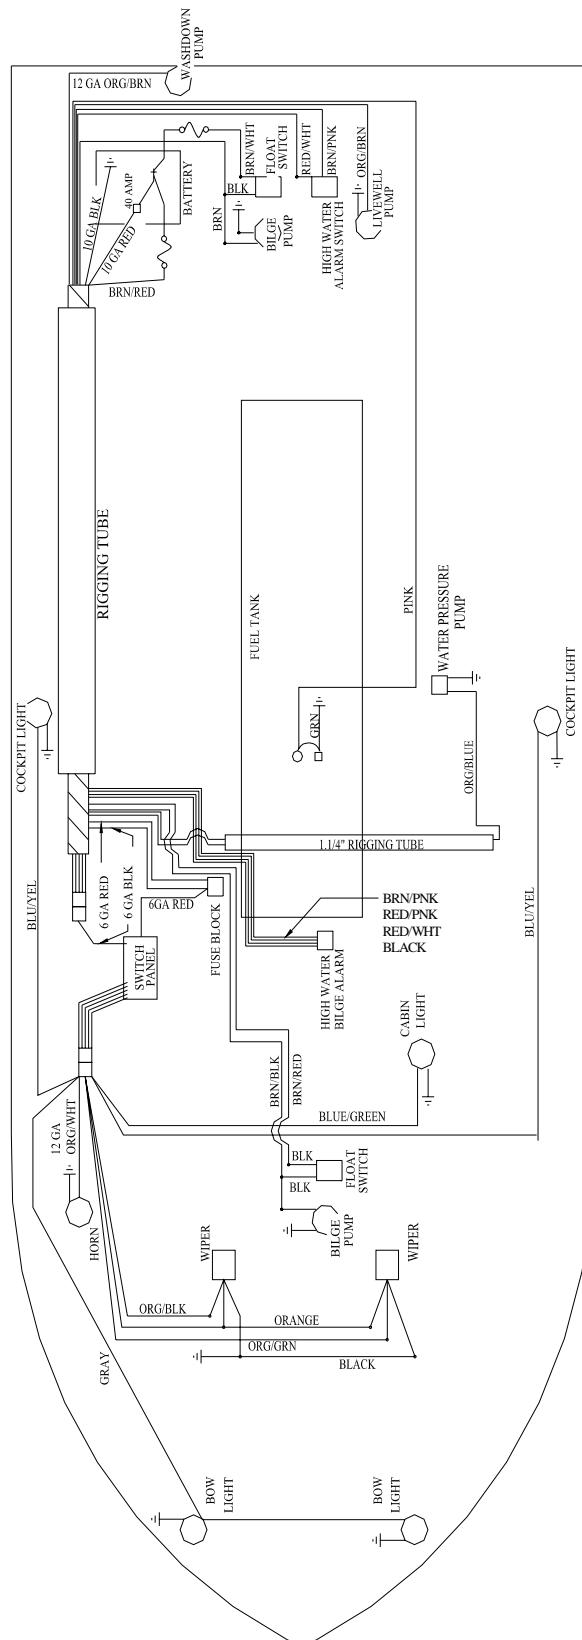 WASHDOWN
PUMP
12 GA ORG/BRN
BATTERY
40 AMP
10 GA BLK
10 GA RED
BRN/RED
BRN/WHT
FLOAT
SWITCH
BLK
BRN
BILGE
PUMP
RED/WHT
BRN/PNK
HIGH WATER
ALARM SWITCH
ORG/BRN
LIVEWELL
PUMP
RIGGING TUBE
FUEL TANK
PINK
WATER PRESSURE
PUMP
GRN
ORG/BLUE
COCKPIT LIGHT
COCKPIT LIGHT
BLU/YEL
BLU/YEL
1.1/4" RIGGING TUBE
6 GA RED
6 GA BLK
6GA RED
FUSE BLOCK
SWITCH
PANEL
BRN/PNK
RED/PNK
RED/WHT
BLACK
HIGH WATER
BILGE ALARM
CABIN
LIGHT
BRN/BLK
BRN/RED
BLUE/GREEN
12 GA
ORG/WHT
HORN
BLK
BLK
FLOAT
SWITCH
BILGE
PUMP
WIPER
WIPER
ORG/BLK
ORANGE
ORG/GRN
BLACK
GRAY
BOW
LIGHT
BOW
LIGHT